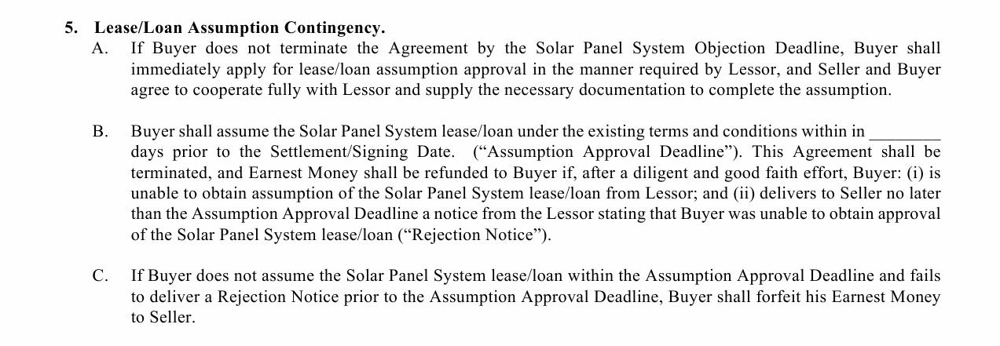 5. Lease/Loan Assumption Contingency.
A. If Buyer does not terminate the Agreement by the Solar Panel System Objection Deadline, Buyer shall
immediately apply for lease/loan assumption approval in the manner required by Lessor, and Seller and Buyer
agree to cooperate fully with Lessor and supply the necessary documentation to complete the assumption.
B. Buyer shall assume the Solar Panel System lease/loan under the existing terms and conditions within in ________
days prior to the Settlement/Signing Date. (“Assumption Approval Deadline”). This Agreement shall be
terminated, and Earnest Money shall be refunded to Buyer if, after a diligent and good faith effort, Buyer: (i) is
unable to obtain assumption of the Solar Panel System lease/loan from Lessor; and (ii) delivers to Seller no later
than the Assumption Approval Deadline a notice from the Lessor stating that Buyer was unable to obtain approval
of the Solar Panel System lease/loan (“Rejection Notice”).
C. If Buyer does not assume the Solar Panel System lease/loan within the Assumption Approval Deadline and fails
to deliver a Rejection Notice prior to the Assumption Approval Deadline, Buyer shall forfeit his Earnest Money
to Seller.